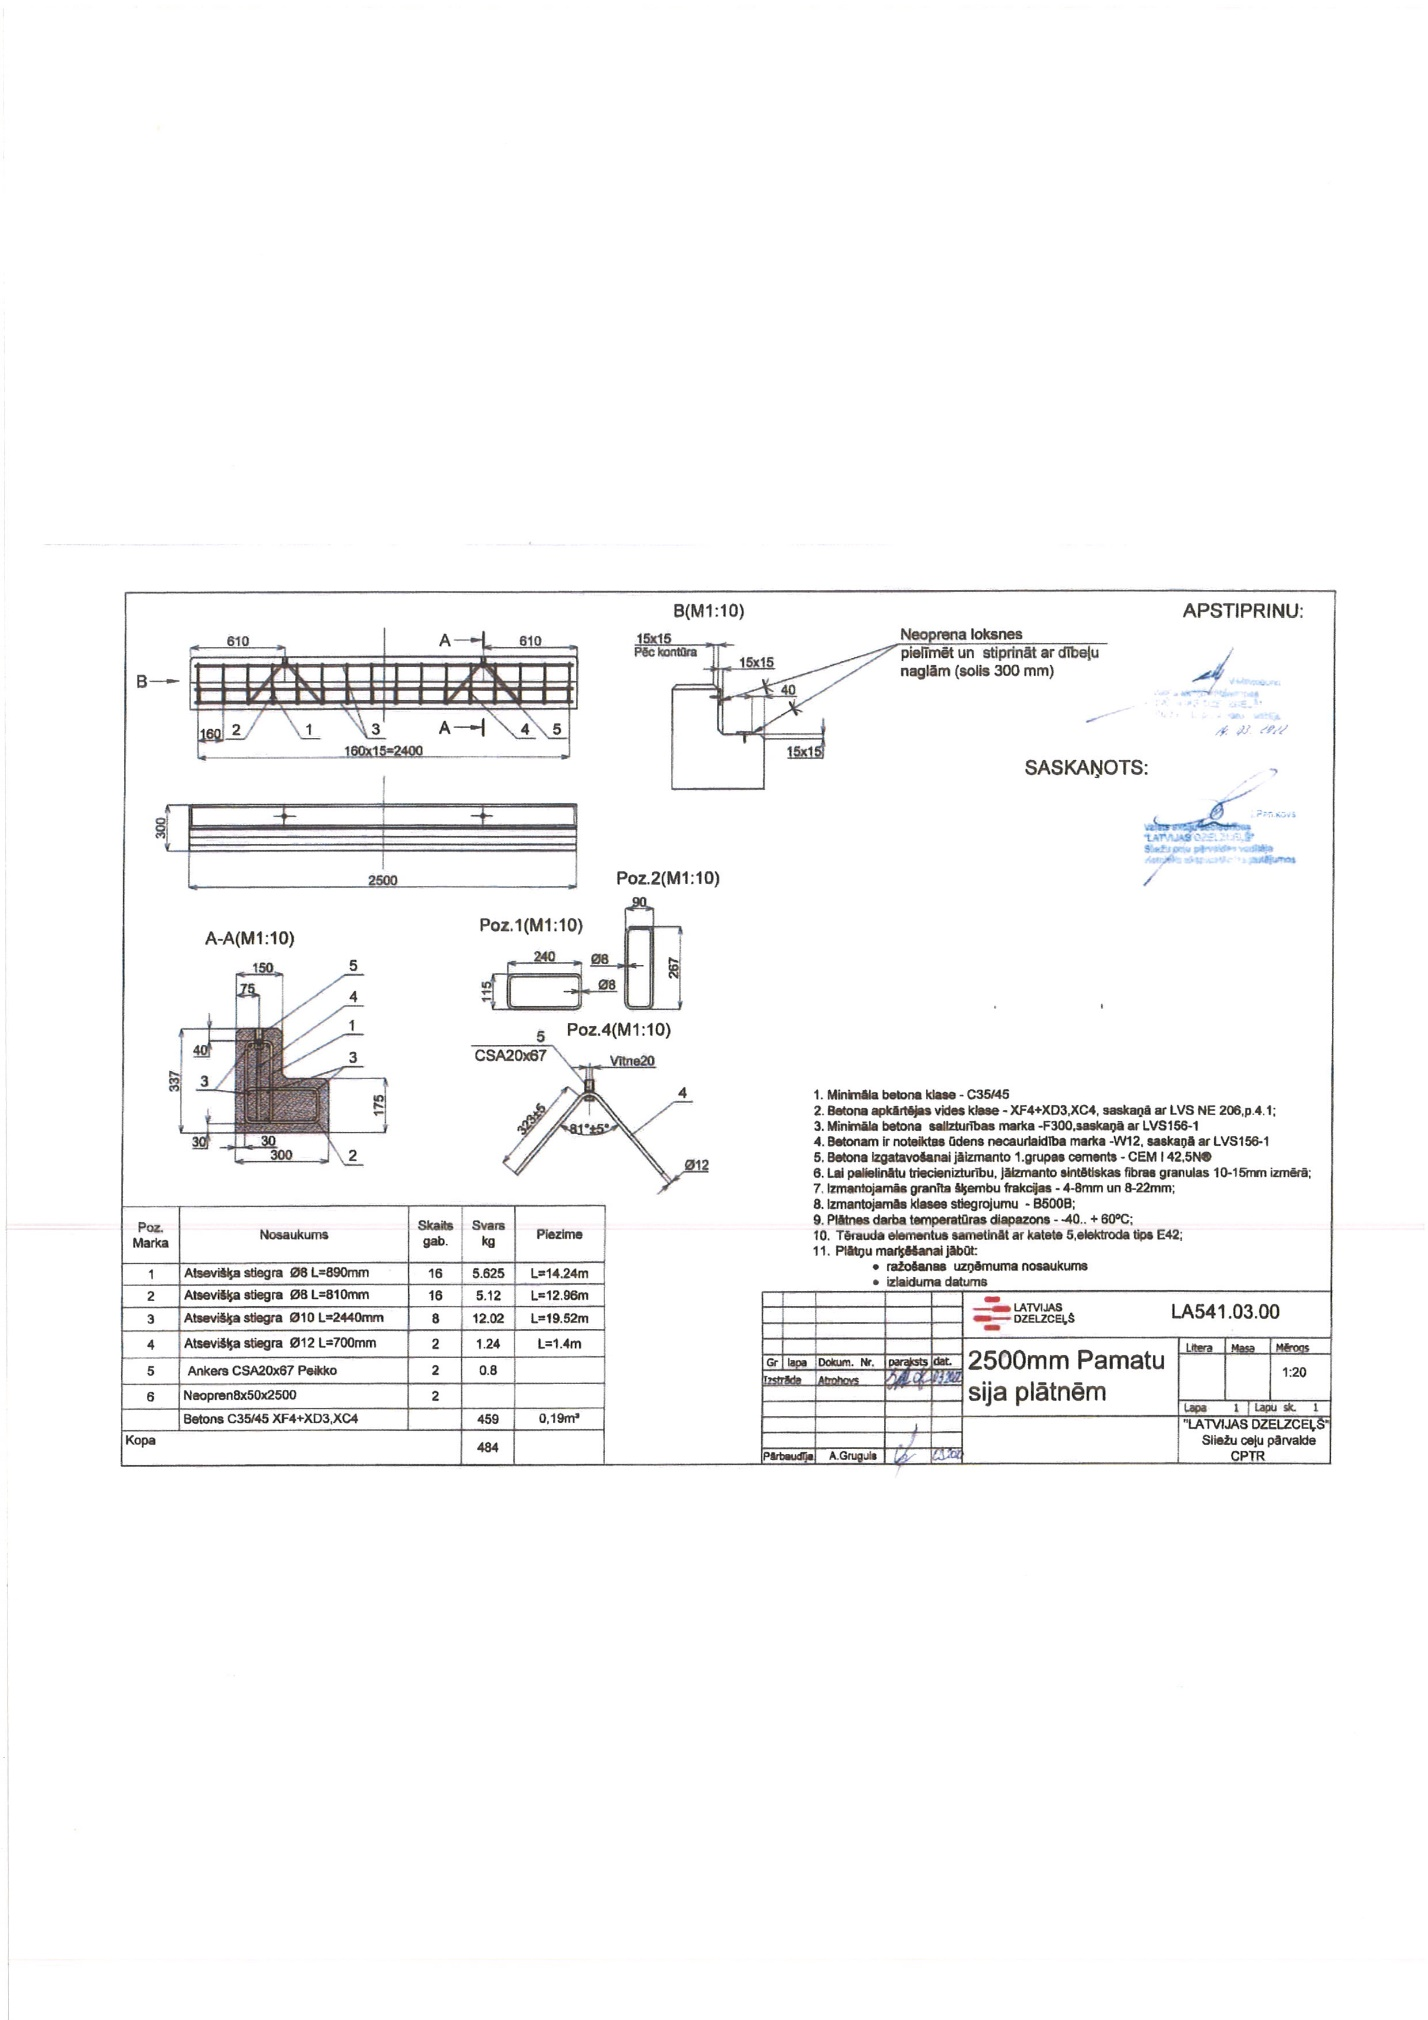 B(M1:10)
APSTIPRINU:
610
A
610
B
160
2
1
3
A
4
5
160x15=2400
15x15
Pēc kontūra
15x15
40
15x15
Neoprena loksnes
pielīmēt un stiprināt ar dībeļu
naglām (solis 300 mm)
14.03.
SASKAŅOTS:
"LATVIJAS DZELZCEĻŠ"
Sliežu ceļu pārvaldes
300
2500
Poz.2(M1:10)
90
Ø8
267
Poz.1(M1:10)
240
115
Ø8
A-A(M1:10)
150
75
5
4
1
3
40
337
3
175
30
30
300
2
Poz.4(M1:10)
5
CSA20x67
Vītne20
4
323±5
81°±5°
Ø12
1. Minimāla betona klase - C35/45
2. Betona apkārtējas vides klase - XF4+XD3,XC4, saskaņā ar LVS NE 206,p.4.1;
3. Minimāla betona salizturības marka -F300,saskaņā ar LVS156-1
4. Betonam ir noteiktas ūdens necaurlaidība marka -W12, saskaņā ar LVS156-1
5. Betona izgatavošanai jāizmanto 1.grupas cements - CEM I 42,5N®
6. Lai palielinātu triecienizturību, jāizmanto sintētiskas fibras granulas 10-15mm izmērā;
7. Izmantojamās granīta šķembu frakcijas - 4-8mm un 8-22mm;
8. Izmantojamās klases stiegrojumu - B500B;
9. Plātnes darba temperatūras diapazons - -40.. + 60ºC;
10. Tērauda elementus sametināt ar katete 5,elektroda tips E42;
11. Plātņu marķēšanai jābūt:
• ražošanas uzņēmuma nosaukums
• izlaiduma datums
Poz. Marka Nosaukums Skaits gab. Svars kg Piezime
1 Atsevišķa stiegra Ø8 L=890mm 16 5.625 L=14.24m
2 Atsevišķa stiegra Ø8 L=810mm 16 5.12 L=12.96m
3 Atsevišķa stiegra Ø10 L=2440mm 8 12.02 L=19.52m
4 Atsevišķa stiegra Ø12 L=700mm 2 1.24 L=1.4m
5 Ankers CSA20x67 Peikko 2 0.8
6 Neopren8x50x2500 2
Betons C35/45 XF4+XD3,XC4 459 0,19m³
Kopa 484
LATVIJAS
DZELZCEĻŠ
LA541.03.00
Gr lapa Dokum. Nr. paraksts dat.
Izstrāda Atrohovs
Pārbaudīja A.Grugula
2500mm Pamatu
sija plātnēm
Litera Masa Mērogs
1:20
Lapa 1 Lapu sk. 1
"LATVIJAS DZELZCEĻŠ"
Sliežu ceļu pārvalde
CPTR